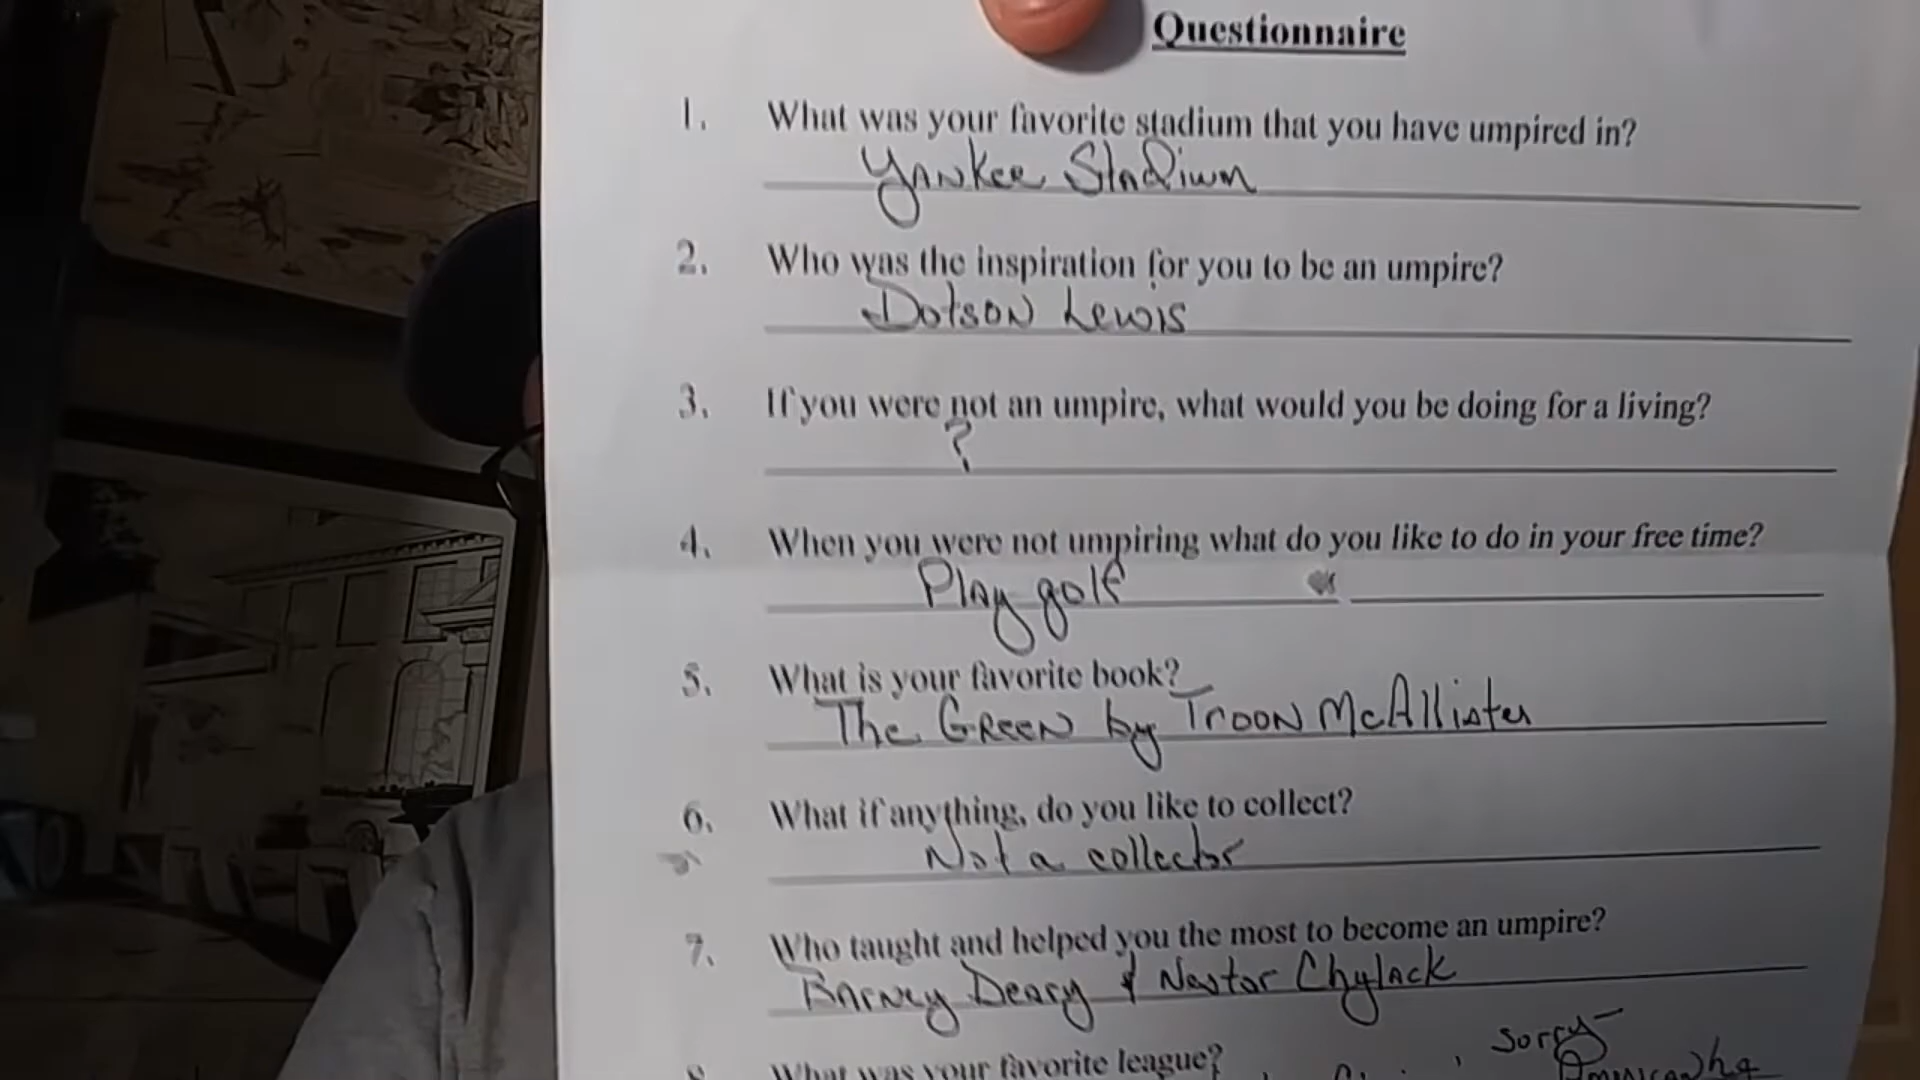 Questionnaire
1. What was your favorite stadium that you have umpired in?
Yankee Stadium
2. Who was the inspiration for you to be an umpire?
Dotson Lewis
3. If you were not an umpire, what would you be doing for a living?
?
4. When you were not umpiring what do you like to do in your free time?
Play golf
5. What is your favorite book?
The Green by Troon McAllister
6. What if anything, do you like to collect?
Not a collector
7. Who taught and helped you the most to become an umpire?
Barney Deary & Nestor Chylack
sorry
What was your favorite league?